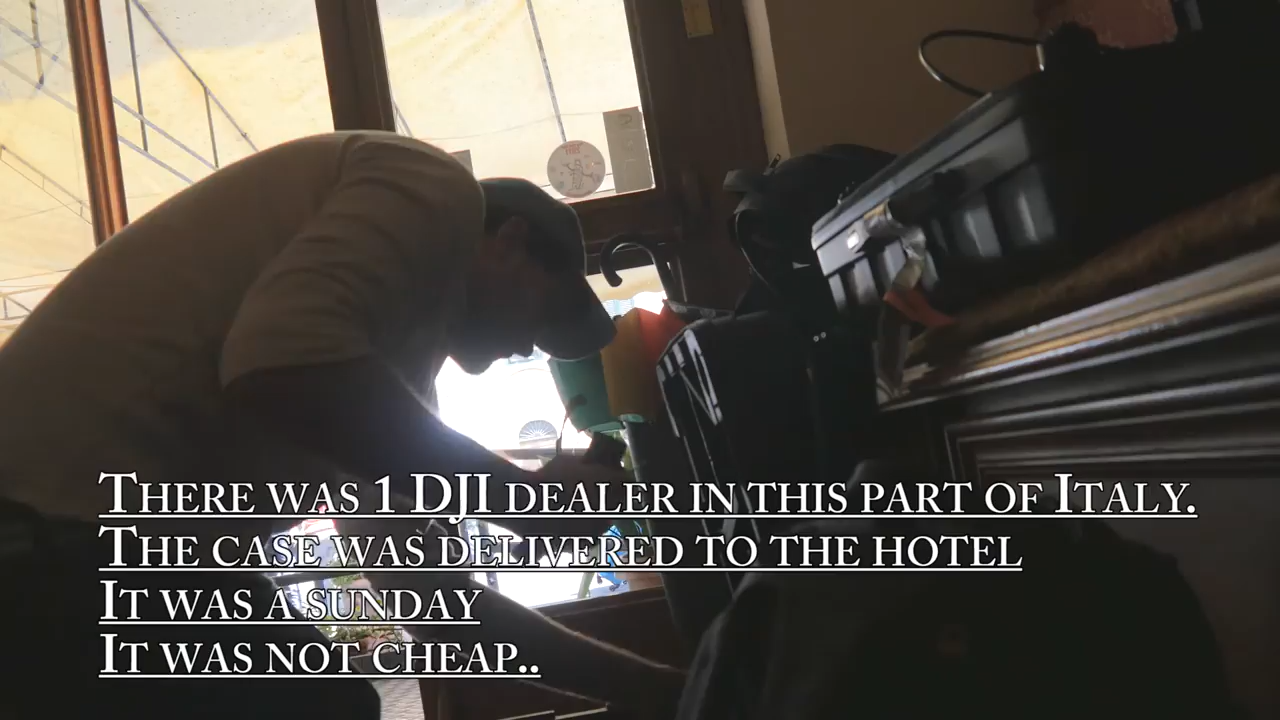 There was 1 DJI dealer in this part of Italy.
The case was delivered to the hotel
It was a sunday
It was not cheap..